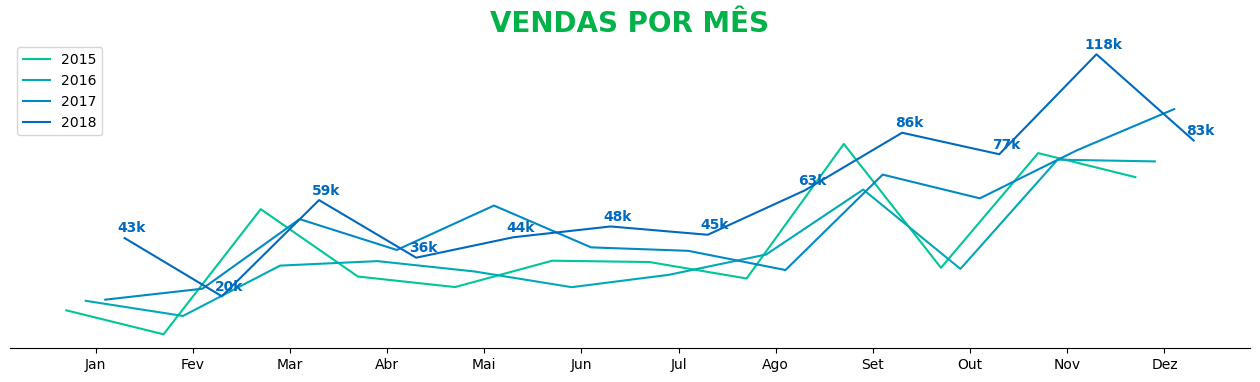 VENDAS POR MÊS
2015
2016
2017
2018
43k
20k
59k
36k
44k
48k
45k
63k
86k
77k
118k
83k
Jan Fev Mar Abr Mai Jun Jul Ago Set Out Nov Dez